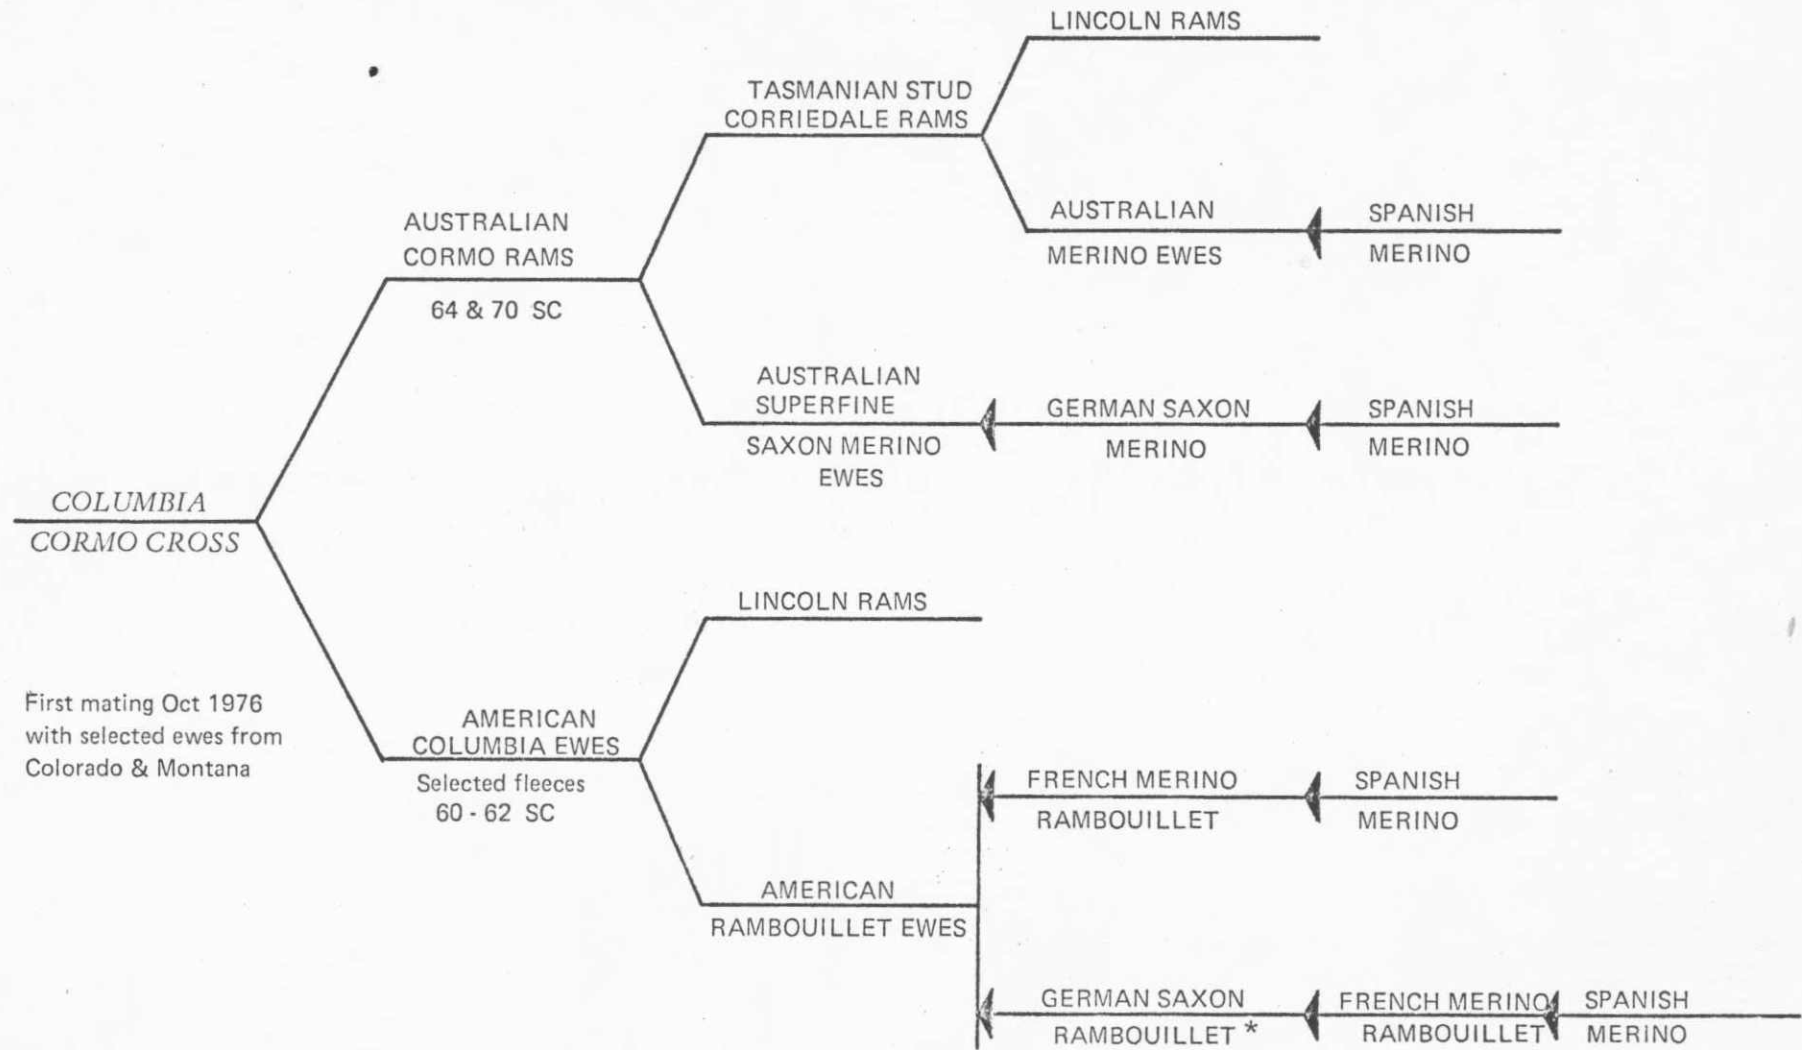 LINCOLN RAMS
TASMANIAN STUD
CORRIEDALE RAMS
AUSTRALIAN
MERINO EWES
SPANISH
MERINO
AUSTRALIAN
CORMO RAMS
64 & 70 SC
AUSTRALIAN
SUPERFINE
SAXON MERINO
EWES
GERMAN SAXON
MERINO
SPANISH
MERINO
COLUMBIA
CORMO CROSS
LINCOLN RAMS
First mating Oct 1976
with selected ewes from
Colorado & Montana
AMERICAN
COLUMBIA EWES
Selected fleeces
60 - 62 SC
FRENCH MERINO
RAMBOUILLET
SPANISH
MERINO
AMERICAN
RAMBOUILLET EWES
GERMAN SAXON
RAMBOUILLET *
FRENCH MERINO
RAMBOUILLET
SPANISH
MERINO